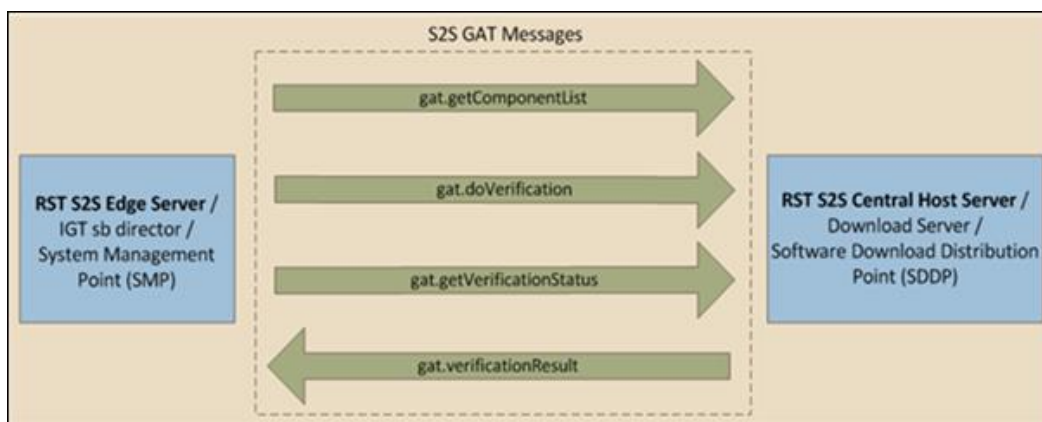 S2S GAT Messages
gat.getComponentList
gat.doVerification
RST S2S Edge Server /
IGT sb director /
System Management
Point (SMP)
RST S2S Central Host Server /
Download Server /
Software Download Distribution
Point (SDDP)
gat.getVerificationStatus
gat.verificationResult